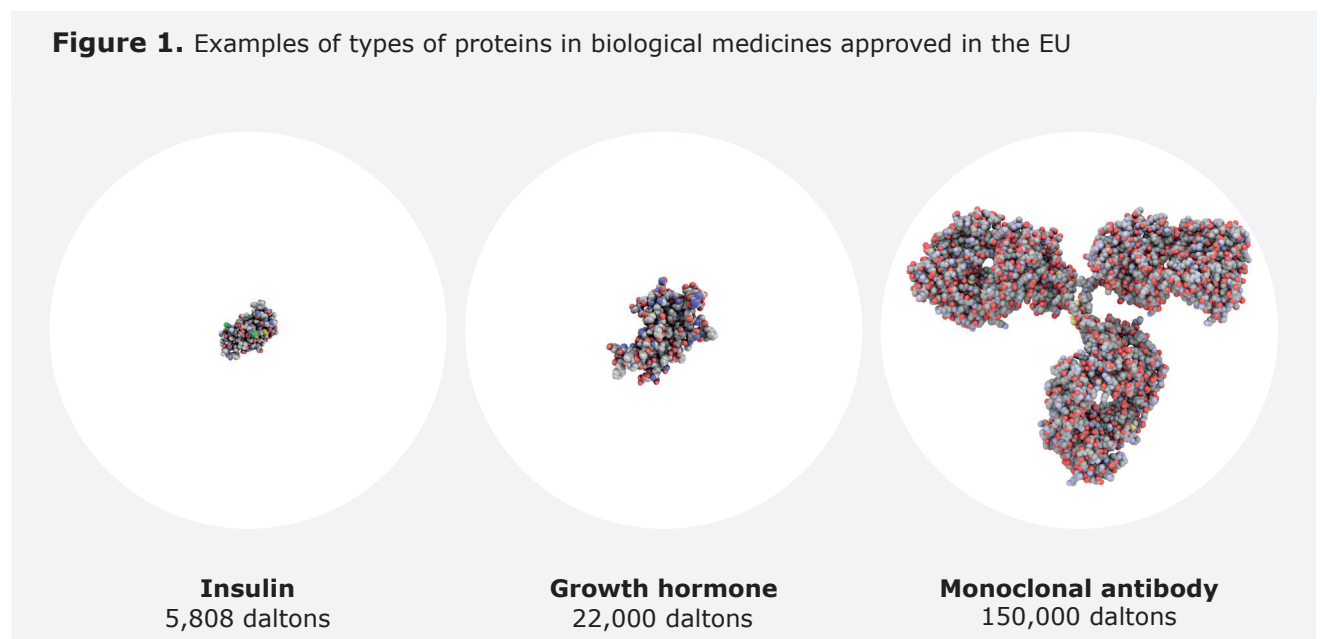 Figure 1. Examples of types of proteins in biological medicines approved in the EU
Insulin
5,808 daltons
Growth hormone
22,000 daltons
Monoclonal antibody
150,000 daltons